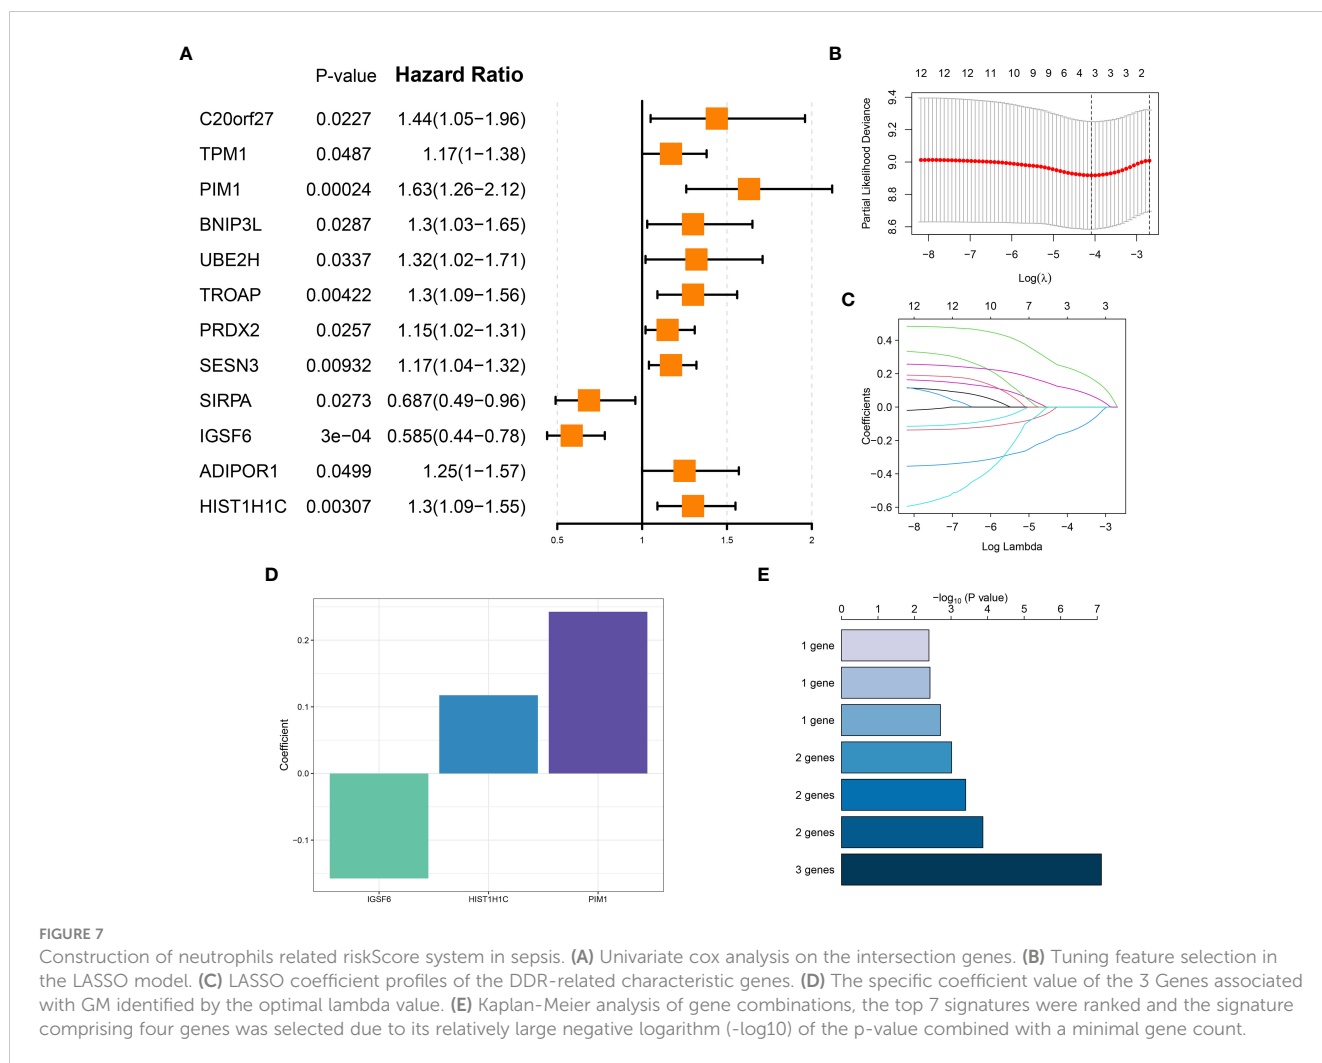 A
P-value Hazard Ratio
C20orf27 0.0227 1.44(1.05−1.96)
TPM1 0.0487 1.17(1−1.38)
PIM1 0.00024 1.63(1.26−2.12)
BNIP3L 0.0287 1.3(1.03−1.65)
UBE2H 0.0337 1.32(1.02−1.71)
TROAP 0.00422 1.3(1.09−1.56)
PRDX2 0.0257 1.15(1.02−1.31)
SESN3 0.00932 1.17(1.04−1.32)
SIRPA 0.0273 0.687(0.49−0.96)
IGSF6 3e−04 0.585(0.44−0.78)
ADIPOR1 0.0499 1.25(1−1.57)
HIST1H1C 0.00307 1.3(1.09−1.55)
0.5 1 1.5 2
B
12 12 12 11 10 9 9 6 4 3 3 3 2
Partial Likelihood Deviance
9.4
9.2
9.0
8.8
8.6
−8 −7 −6 −5 −4 −3
Log(λ)
C
12 12 10 7 3 3
Coefficients
0.4
0.2
0.0
−0.2
−0.4
−0.6
−8 −7 −6 −5 −4 −3
Log Lambda
D
Coefficient
0.2
0.1
0.0
−0.1
IGSF6 HIST1H1C PIM1
E
−log10 (P value)
0 1 2 3 4 5 6 7
1 gene
1 gene
1 gene
2 genes
2 genes
2 genes
3 genes
FIGURE 7
Construction of neutrophils related riskScore system in sepsis. (A) Univariate cox analysis on the intersection genes. (B) Tuning feature selection in
the LASSO model. (C) LASSO coefficient profiles of the DDR-related characteristic genes. (D) The specific coefficient value of the 3 Genes associated
with GM identified by the optimal lambda value. (E) Kaplan-Meier analysis of gene combinations, the top 7 signatures were ranked and the signature
comprising four genes was selected due to its relatively large negative logarithm (-log10) of the p-value combined with a minimal gene count.